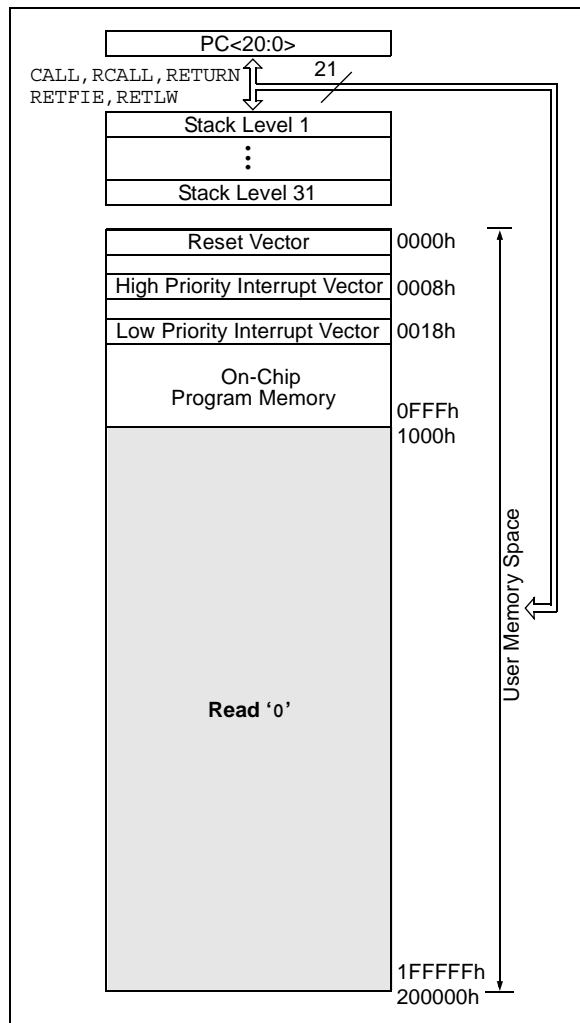 PC<20:0>
CALL,RCALL,RETURN
RETFIE,RETLW
21
Stack Level 1
Stack Level 31
Reset Vector
0000h
High Priority Interrupt Vector
0008h
Low Priority Interrupt Vector
0018h
On-Chip
Program Memory
0FFFh
1000h
User Memory Space
Read ‘0’
1FFFFFh
200000h